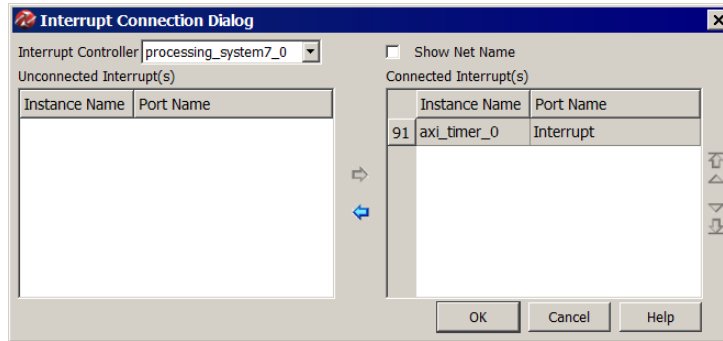 Interrupt Connection Dialog
Interrupt Controller processing_system7_0
Show Net Name
Unconnected Interrupt(s)
Connected Interrupt(s)
Instance Name Port Name
Instance Name Port Name
91 axi_timer_0 Interrupt
OK Cancel Help